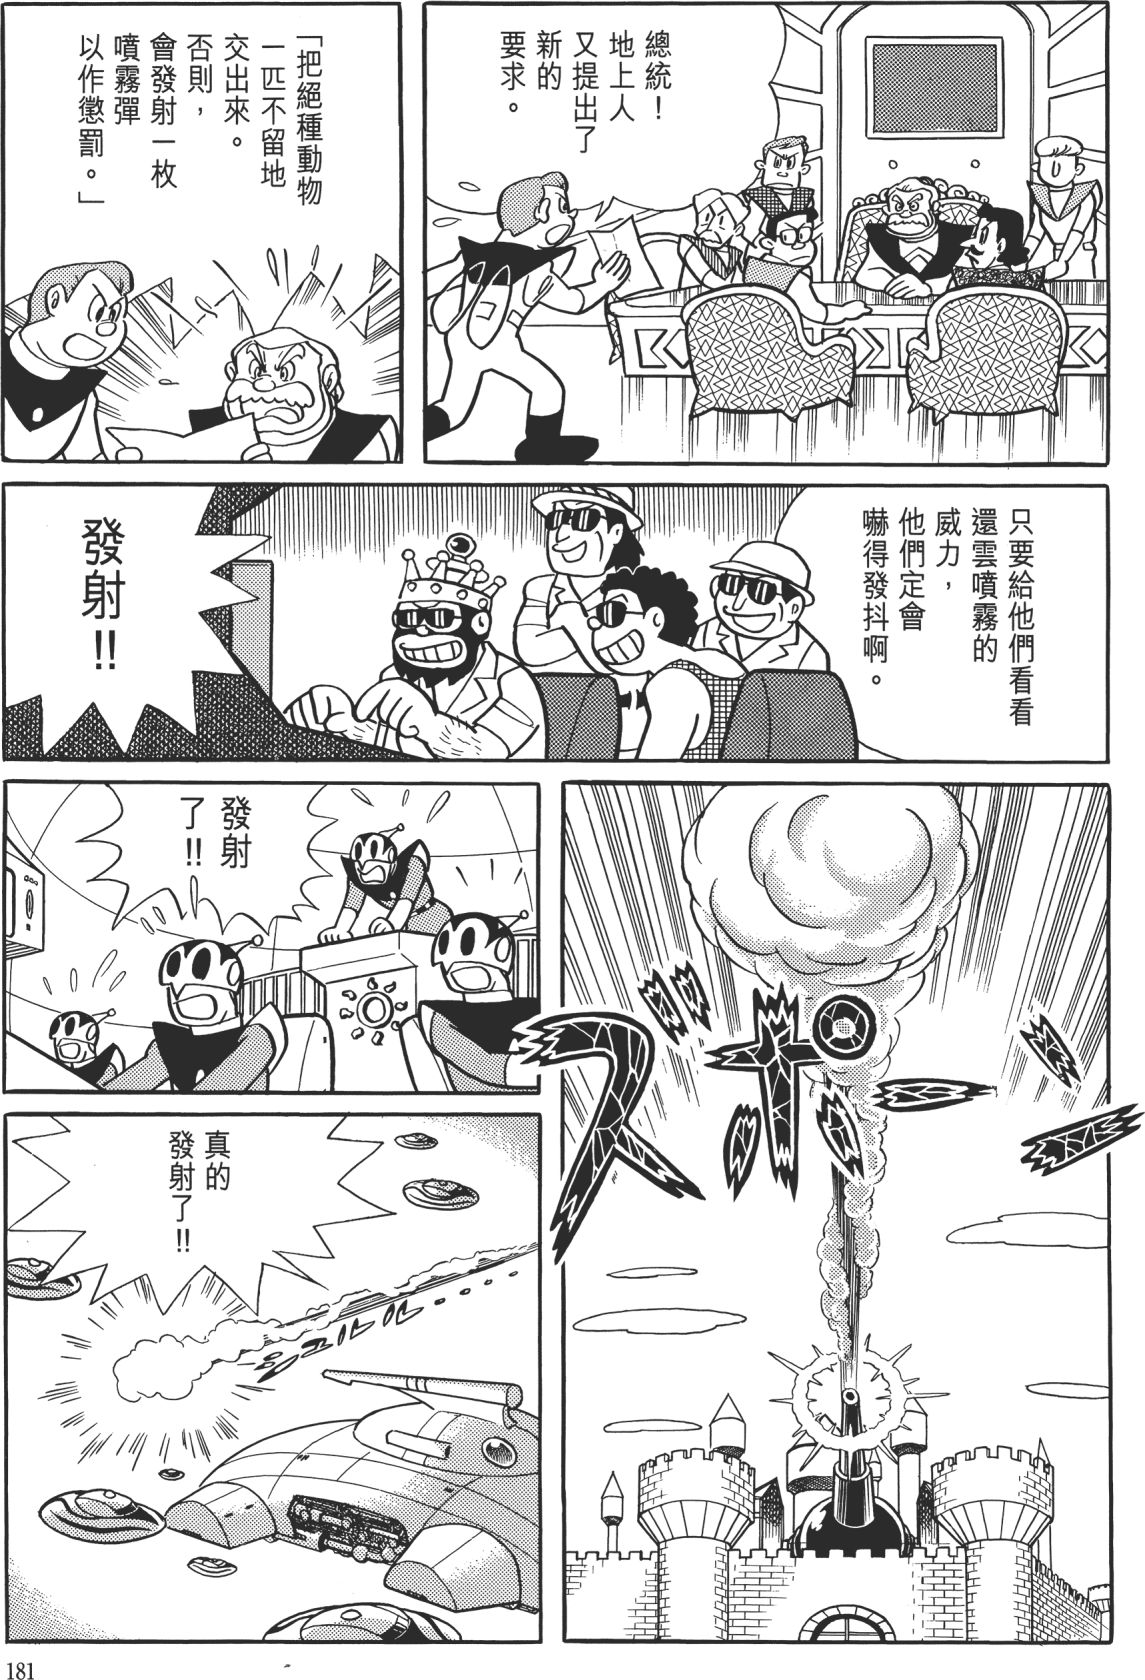 總統！
地上人
又提出了
新的
要求。
「把絕種動物
一匹不留地
交出來。
否則，
會發射一枚
噴霧彈
以作懲罰。」
只要給他們看看
還雲噴霧的
威力，
他們定會
嚇得發抖啊。
發射!!
ズドーン
發射
了!!
真的
發射了!!
181